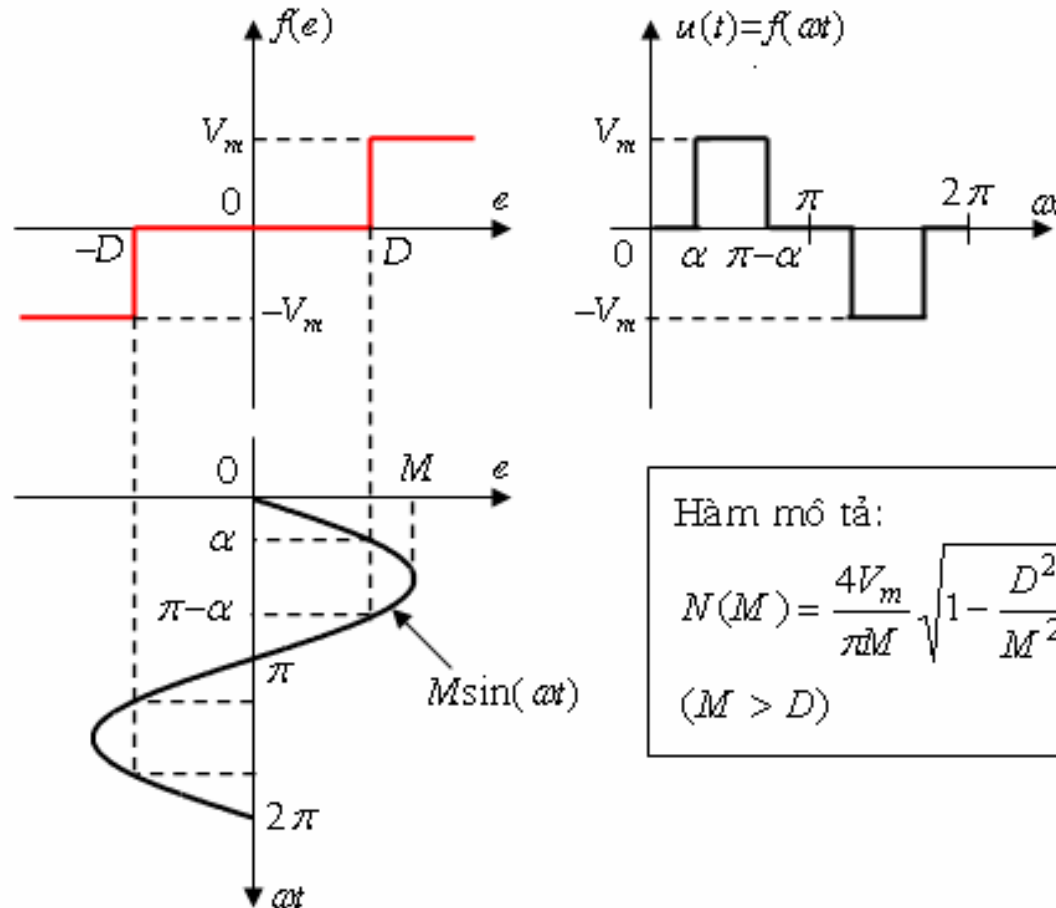 f(e)
V_m
0
e
−D
D
−V_m
u(t)=f(ωt)
V_m
π
2π
0
α
π−α
−V_m
0
M
e
α
π−α
π
Msin(ωt)
2π
ωt
Hàm mô tả:
N(M) = 4V_m/πM √1− D²/M²
(M > D)